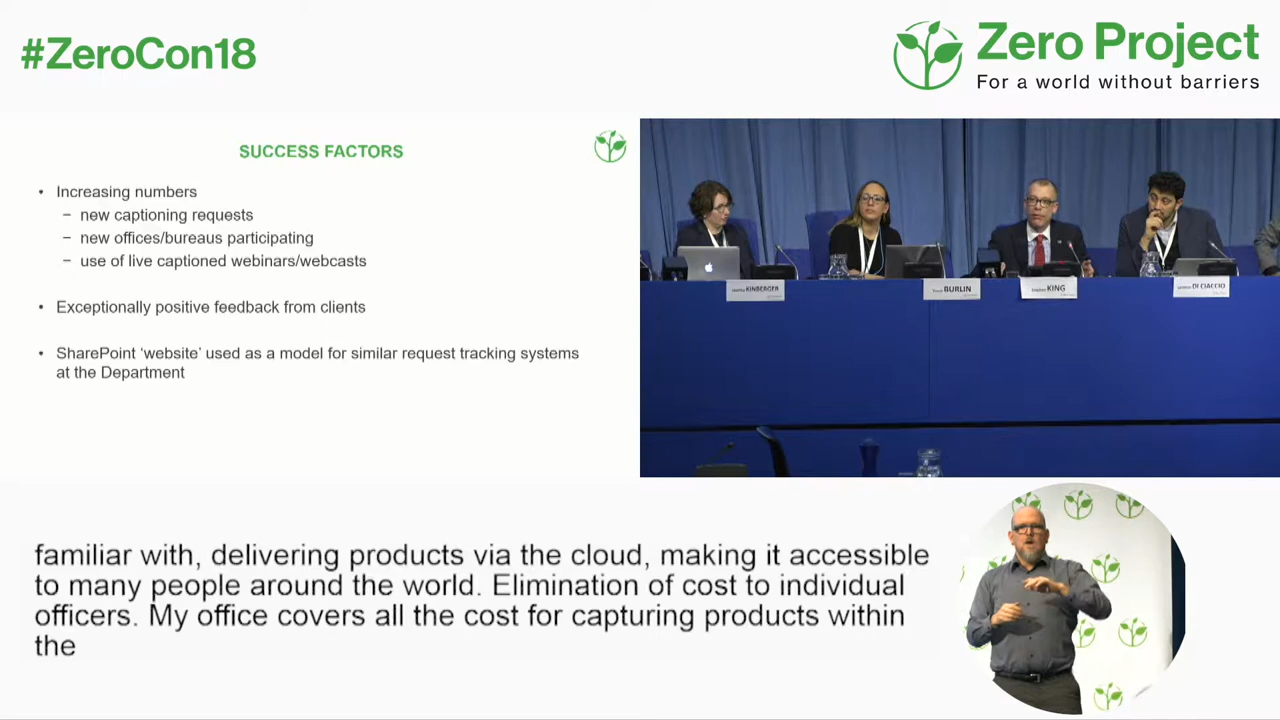 #ZeroCon18
Zero Project
For a world without barriers
SUCCESS FACTORS
• Increasing numbers
– new captioning requests
– new offices/bureaus participating
– use of live captioned webinars/webcasts
• Exceptionally positive feedback from clients
• SharePoint ‘website’ used as a model for similar request tracking systems
at the Department
KINBERGER
BURLIN
KING
DI CIACCIO
familiar with, delivering products via the cloud, making it accessible
to many people around the world. Elimination of cost to individual
officers. My office covers all the cost for capturing products within
the